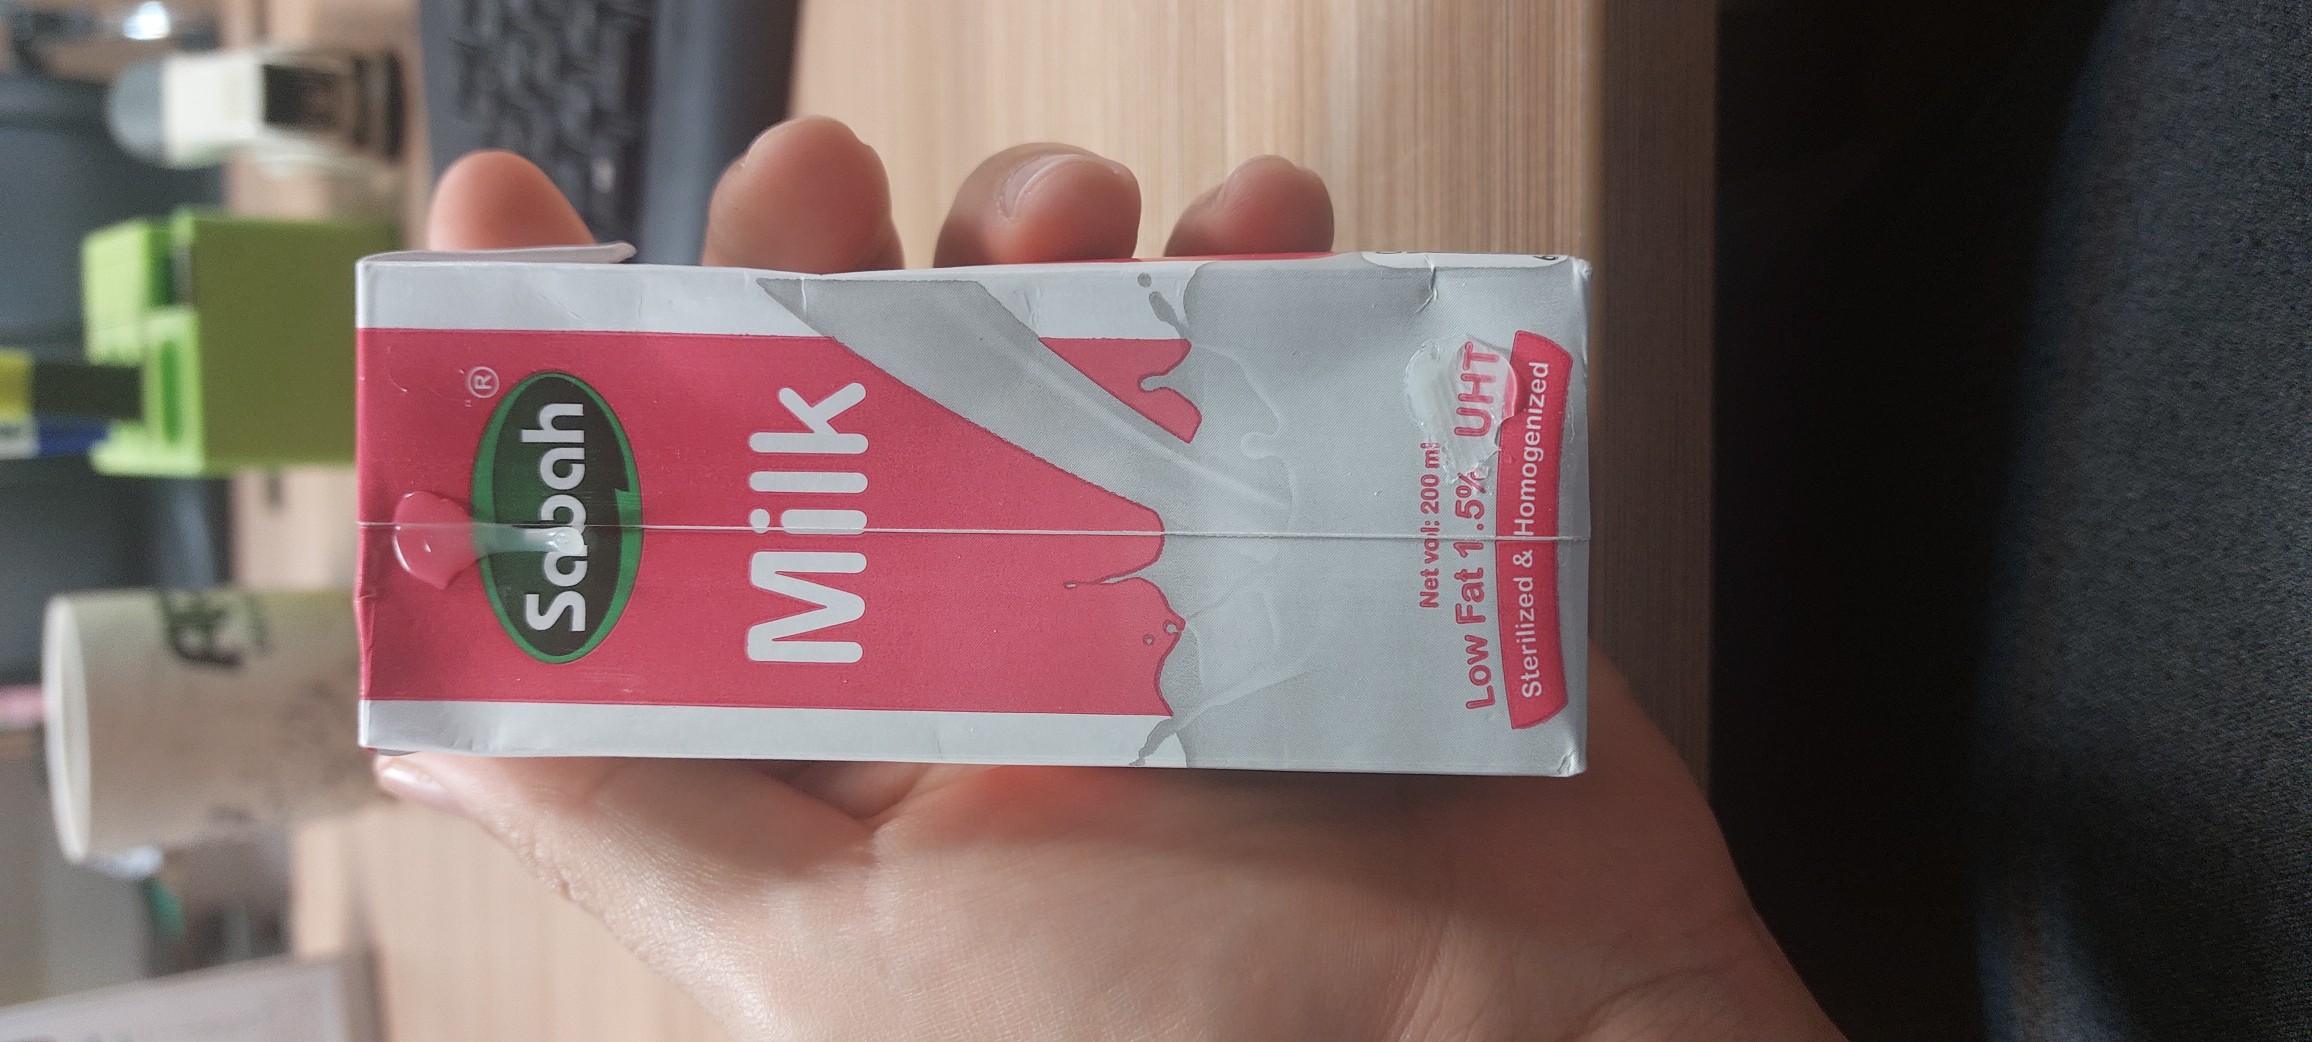 ®
Sabah
Milk
Net vol: 200 ml
Low Fat 1.5% UHT
Sterilized & Homogenized